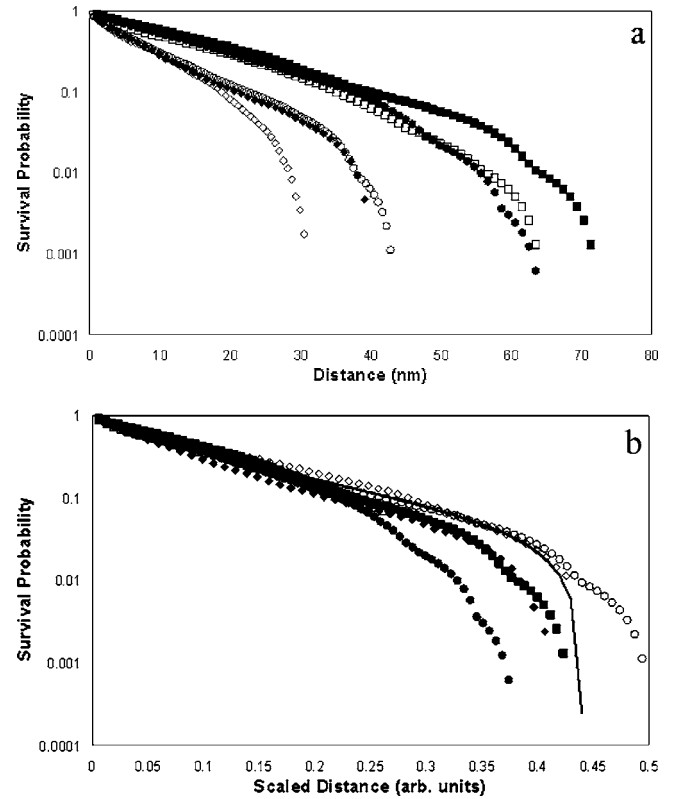 a
1
0.1
0.01
0.001
0.0001
Survival Probability
0 10 20 30 40 50 60 70 80
Distance (nm)
b
1
0.1
0.01
0.001
0.0001
Survival Probability
0 0.05 0.1 0.15 0.2 0.25 0.3 0.35 0.4 0.45 0.5
Scaled Distance (arb. units)